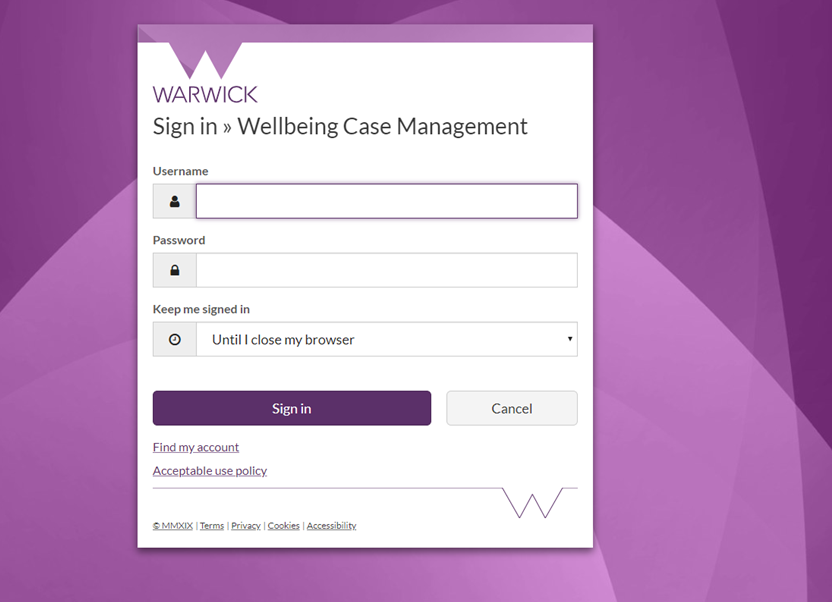 WARWICK
Sign in » Wellbeing Case Management
Username
Password
Keep me signed in
Until I close my browser
Sign in Cancel
Find my account
Acceptable use policy
© MMXIX | Terms | Privacy | Cookies | Accessibility